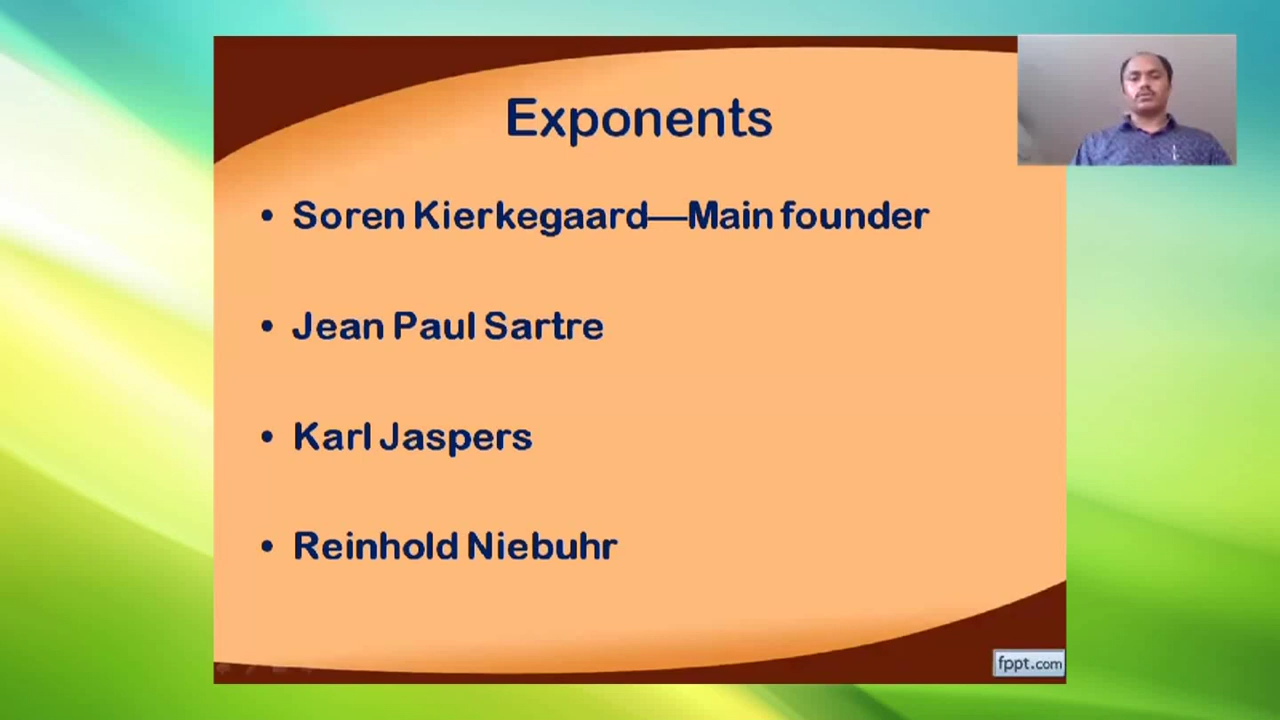 Exponents
• Soren Kierkegaard—Main founder
• Jean Paul Sartre
• Karl Jaspers
• Reinhold Niebuhr
fppt.com